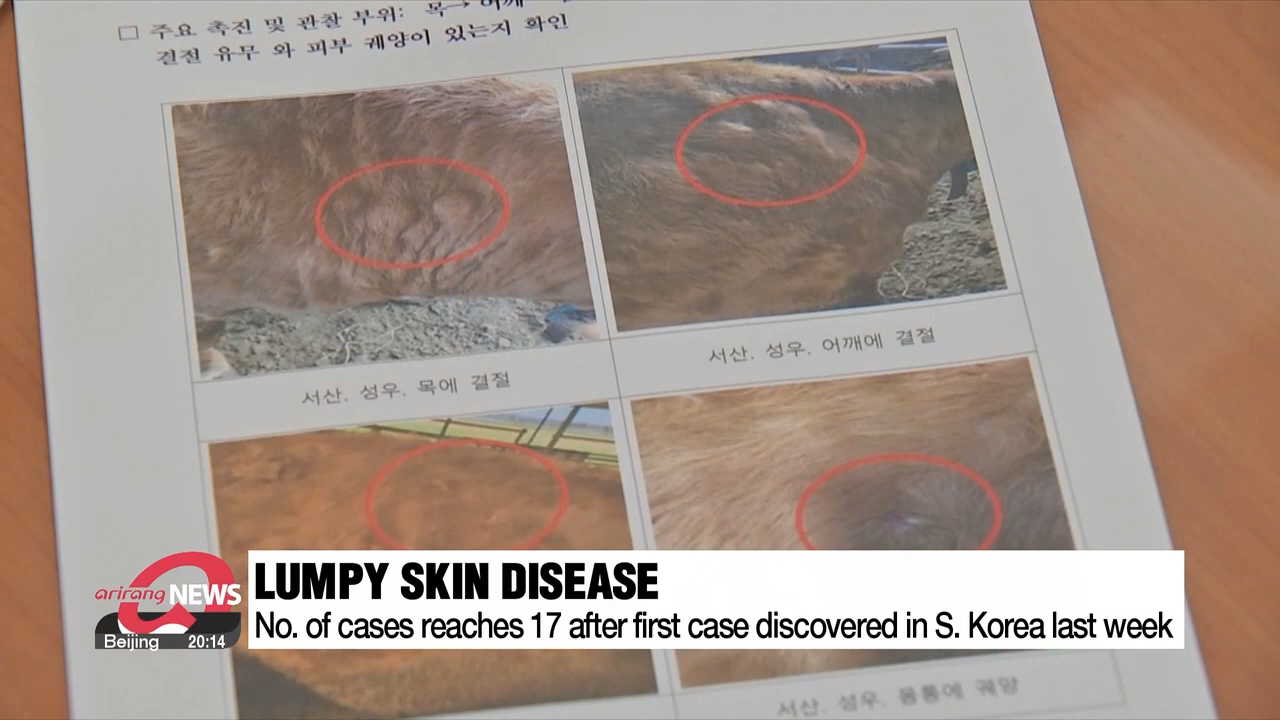 □ 주요 촉진 및 관찰 부위: 목→ 어깨
결절 유무 와 피부 궤양이 있는지 확인
서산. 성우. 목에 결절
서산. 성우. 어깨에 결절
서산. 성우. 몸통에 궤양
arirang NEWS
Beijing 20:14
LUMPY SKIN DISEASE
No. of cases reaches 17 after first case discovered in S. Korea last week